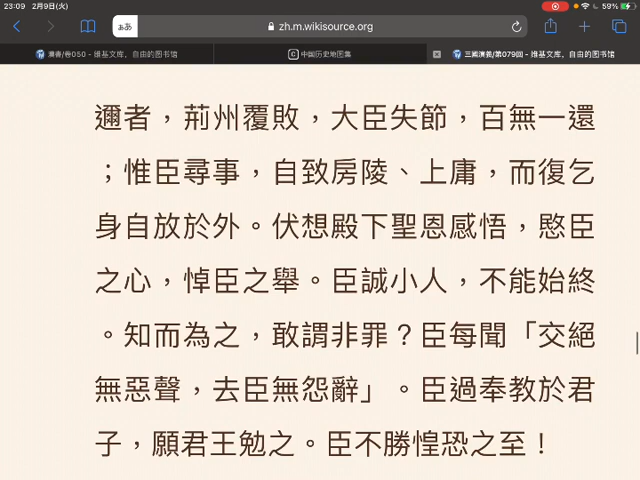 23:09 2月9日(火) 59%
ぁあ zh.m.wikisource.org
漢書/卷050 - 维基文库，自由的图书馆 中国历史地图集 三國演義/第079回 - 维基文库，自由的图书馆
邇者，荊州覆敗，大臣失節，百無一還
；惟臣尋事，自致房陵、上庸，而復乞
身自放於外。伏想殿下聖恩感悟，愍臣
之心，悼臣之舉。臣誠小人，不能始終
。知而為之，敢謂非罪？臣每聞「交絕
無惡聲，去臣無怨辭」。臣過奉教於君
子，願君王勉之。臣不勝惶恐之至！